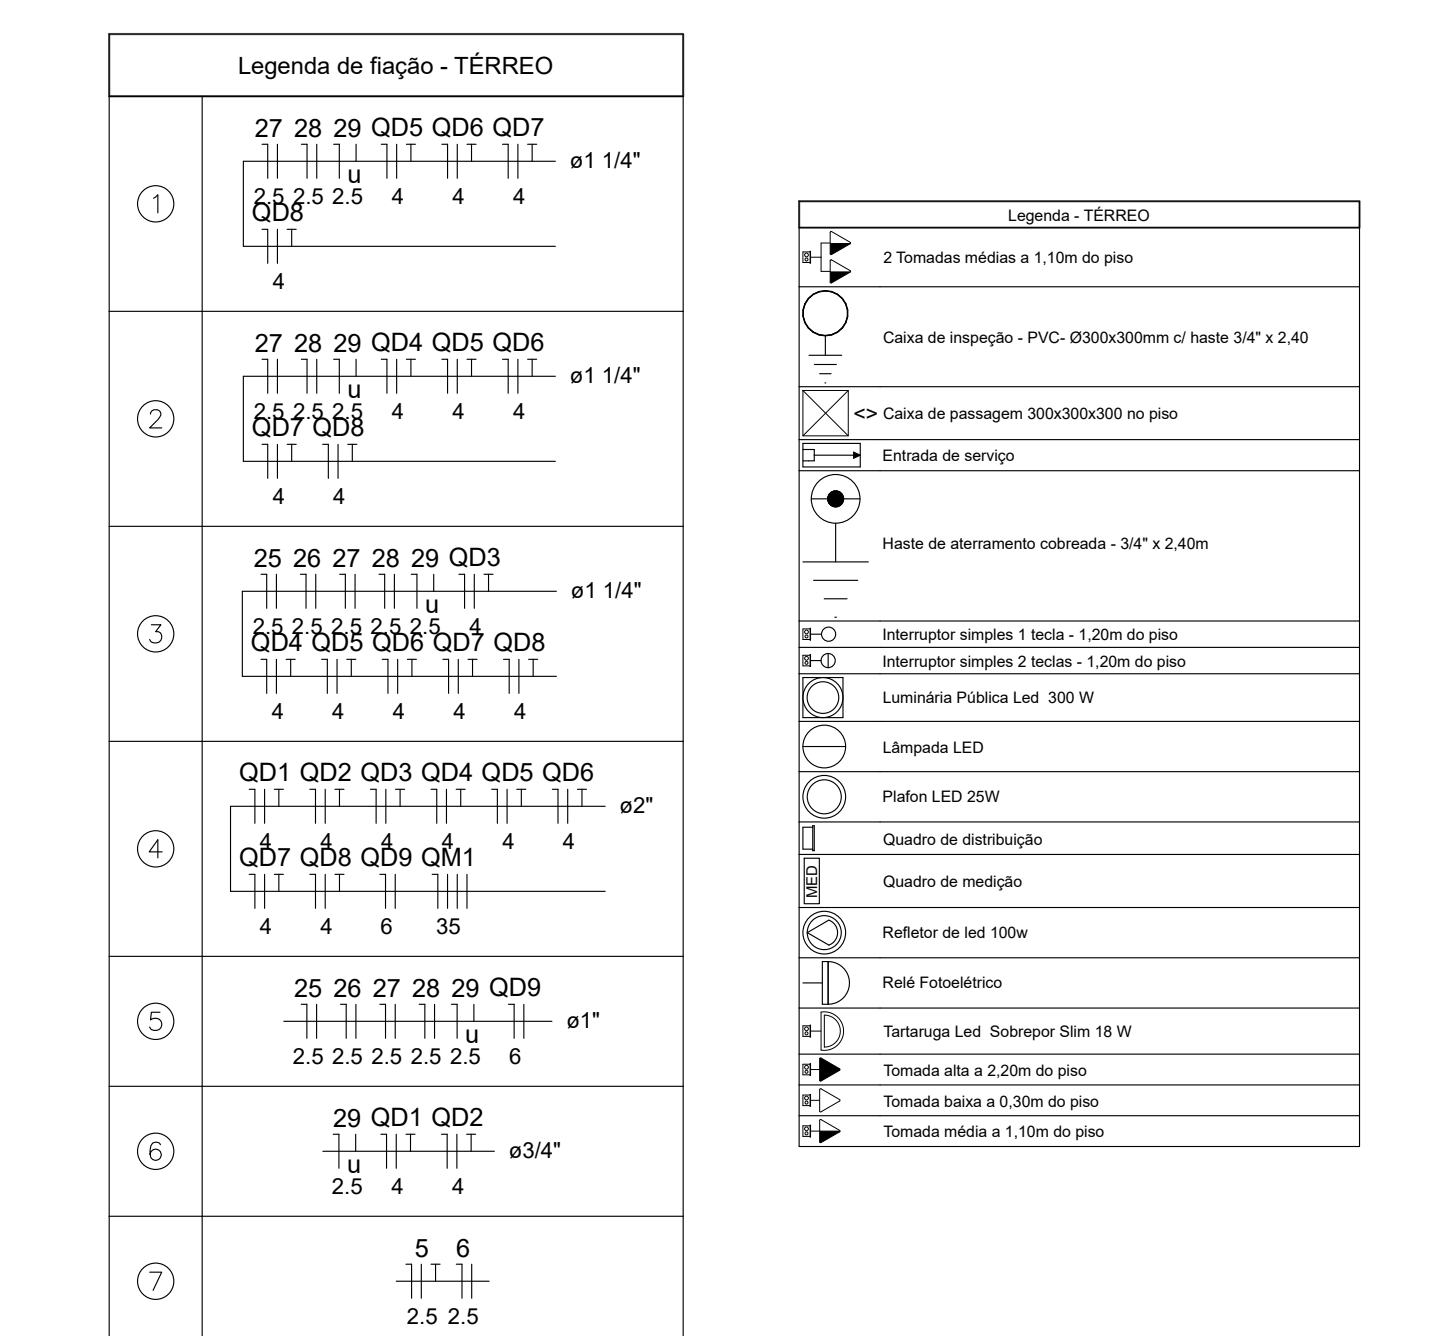 Legenda de fiação - TÉRREO
1
27 28 29 QD5 QD6 QD7
ø1 1/4"
u
2.5 2.5 2.5 4 4 4
QD8
4
2
27 28 29 QD4 QD5 QD6
ø1 1/4"
u
2.5 2.5 2.5 4 4 4
QD7 QD8
4 4
3
25 26 27 28 29 QD3
ø1 1/4"
u
2.5 2.5 2.5 2.5 2.5 4
QD4 QD5 QD6 QD7 QD8
4 4 4 4 4
4
QD1 QD2 QD3 QD4 QD5 QD6
ø2"
4 4 4 4 4 4
QD7 QD8 QD9 QM1
4 4 6 35
5
25 26 27 28 29 QD9
ø1"
u
2.5 2.5 2.5 2.5 2.5 6
6
29 QD1 QD2
ø3/4"
u
2.5 4 4
7
5 6
2.5 2.5
Legenda - TÉRREO
2 Tomadas médias a 1,10m do piso
Caixa de inspeção - PVC- Ø300x300mm c/ haste 3/4" x 2,40
<> Caixa de passagem 300x300x300 no piso
Entrada de serviço
Haste de aterramento cobreada - 3/4" x 2,40m
Interruptor simples 1 tecla - 1,20m do piso
Interruptor simples 2 teclas - 1,20m do piso
Luminária Pública Led 300 W
Lâmpada LED
Plafon LED 25W
Quadro de distribuição
MED
Quadro de medição
Refletor de led 100w
Relé Fotoelétrico
Tartaruga Led Sobrepor Slim 18 W
Tomada alta a 2,20m do piso
Tomada baixa a 0,30m do piso
Tomada média a 1,10m do piso